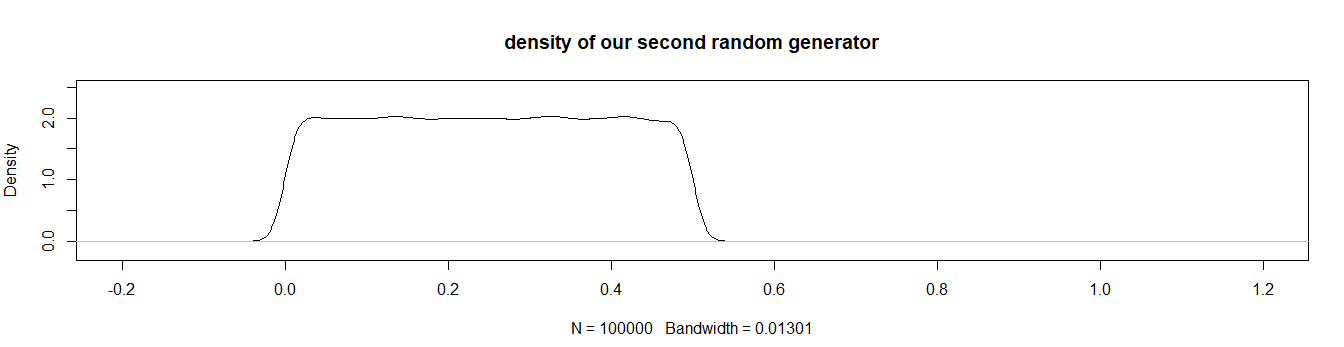 density of our second random generator
Density
2.0
1.0
0.0
-0.2 0.0 0.2 0.4 0.6 0.8 1.0 1.2
N = 100000 Bandwidth = 0.01301